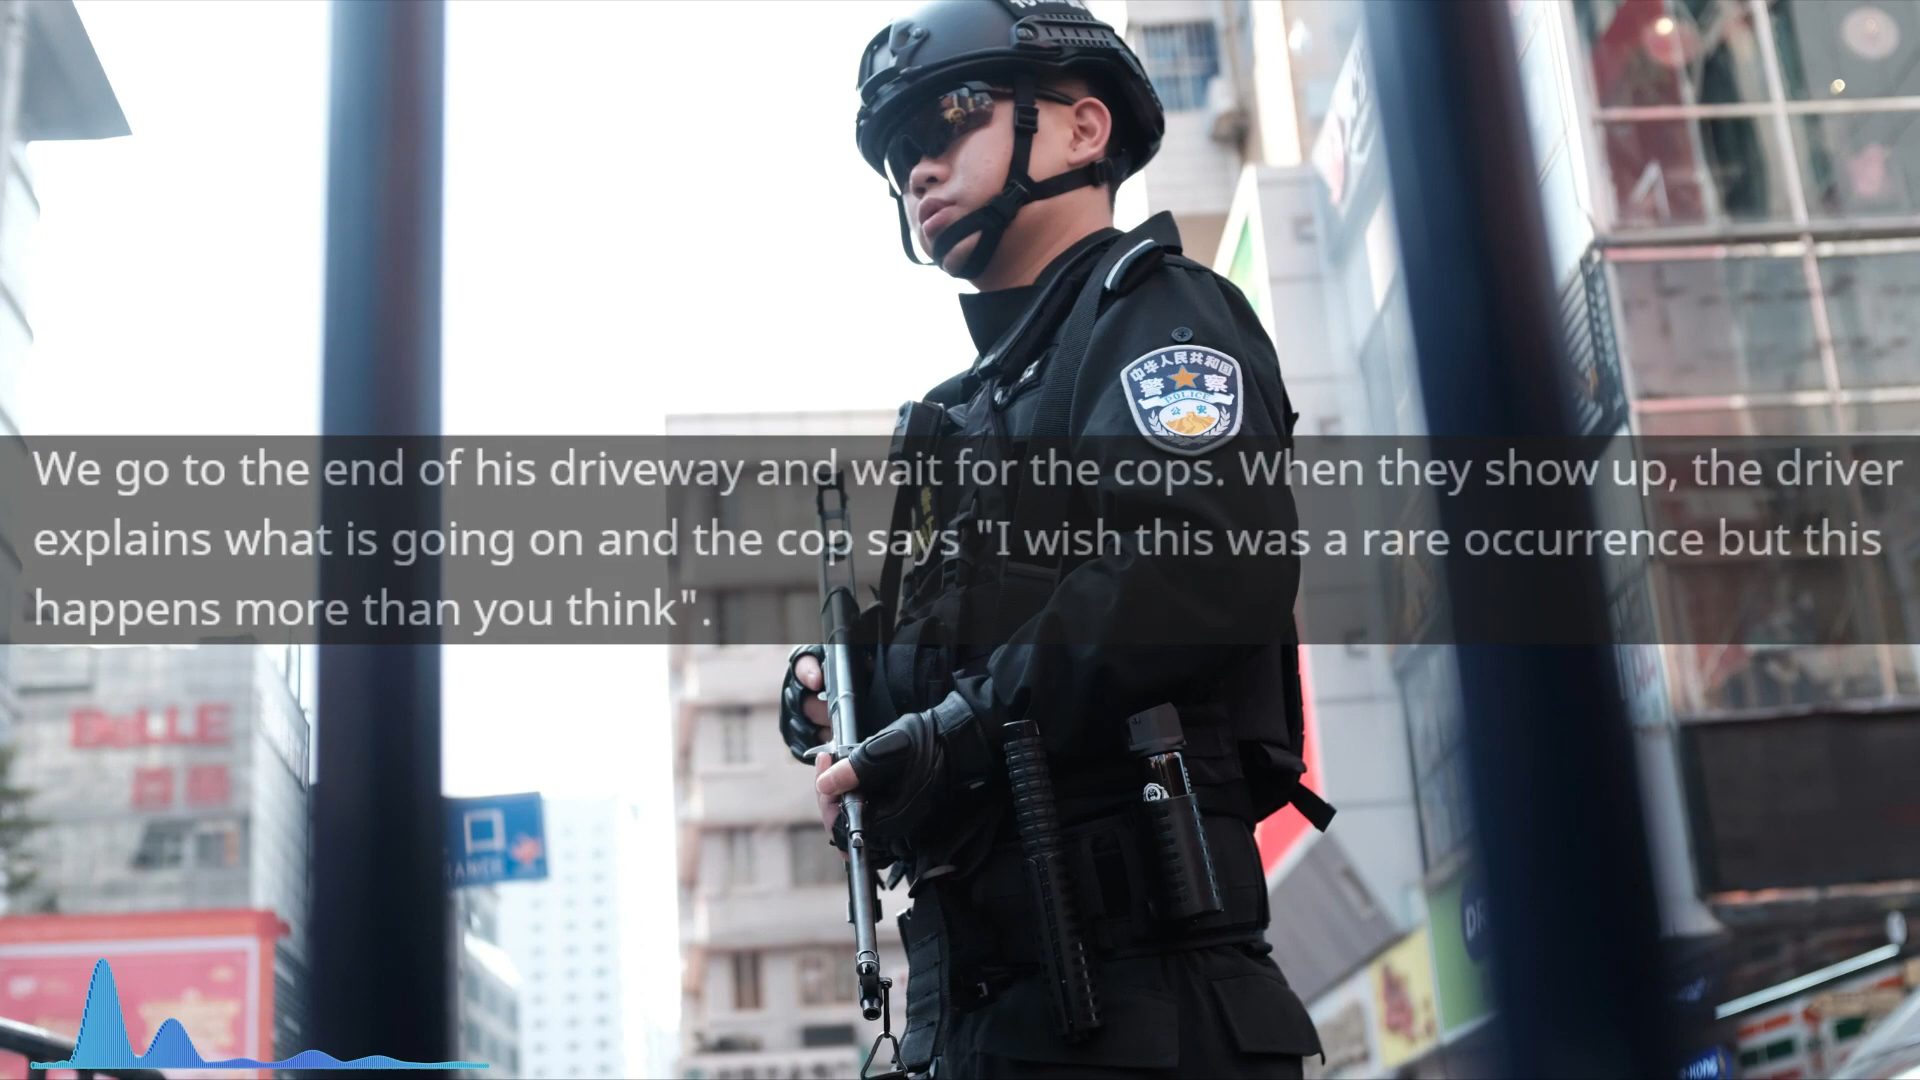 中华人民共和国
警 察
POLICE
公 安
We go to the end of his driveway and wait for the cops. When they show up, the driver
explains what is going on and the cop says "I wish this was a rare occurrence but this
happens more than you think".
BeLLE